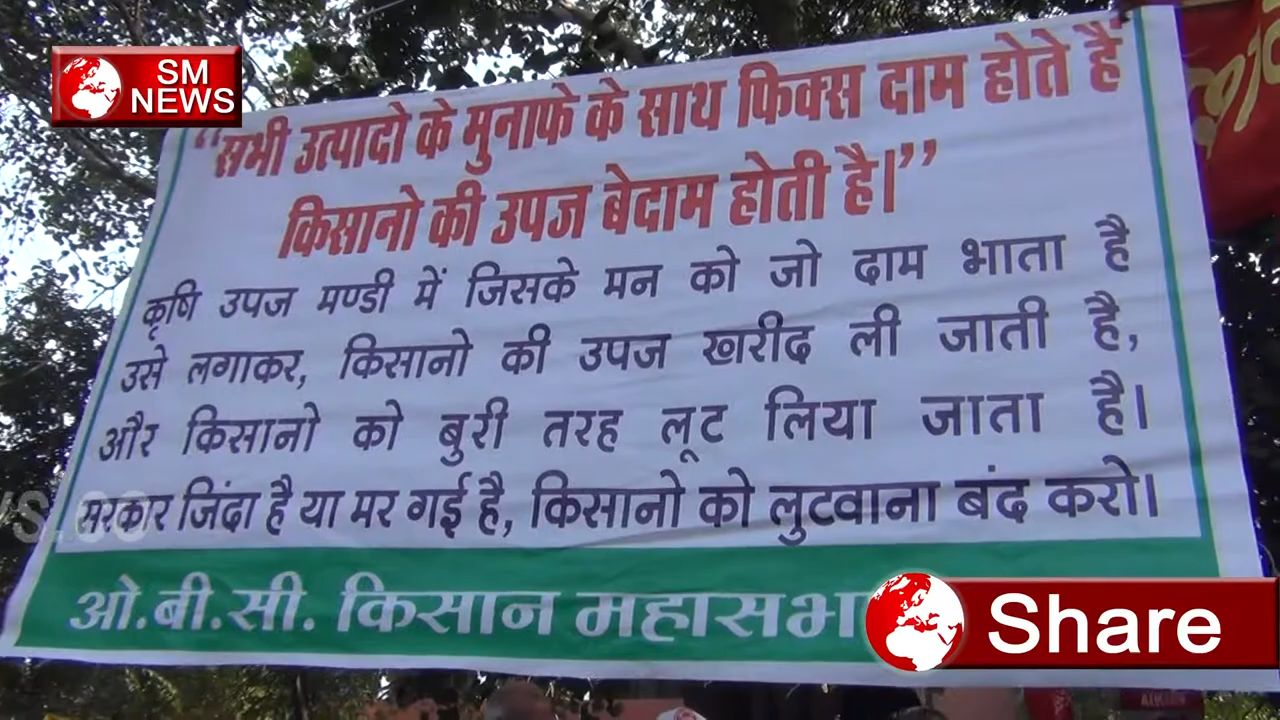 SM
NEWS
“सभी उत्पादो के मुनाफे के साथ फिक्स दाम होते है
किसानो की उपज बेदाम होती है।”
कृषि उपज मण्डी में जिसके मन को जो दाम भाता है
उसे लगाकर, किसानो की उपज खरीद ली जाती है,
और किसानो को बुरी तरह लूट लिया जाता है।
सरकार जिंदा है या मर गई है, किसानो को लुटवाना बंद करो।
ओ.बी.सी. किसान महासभा
Share